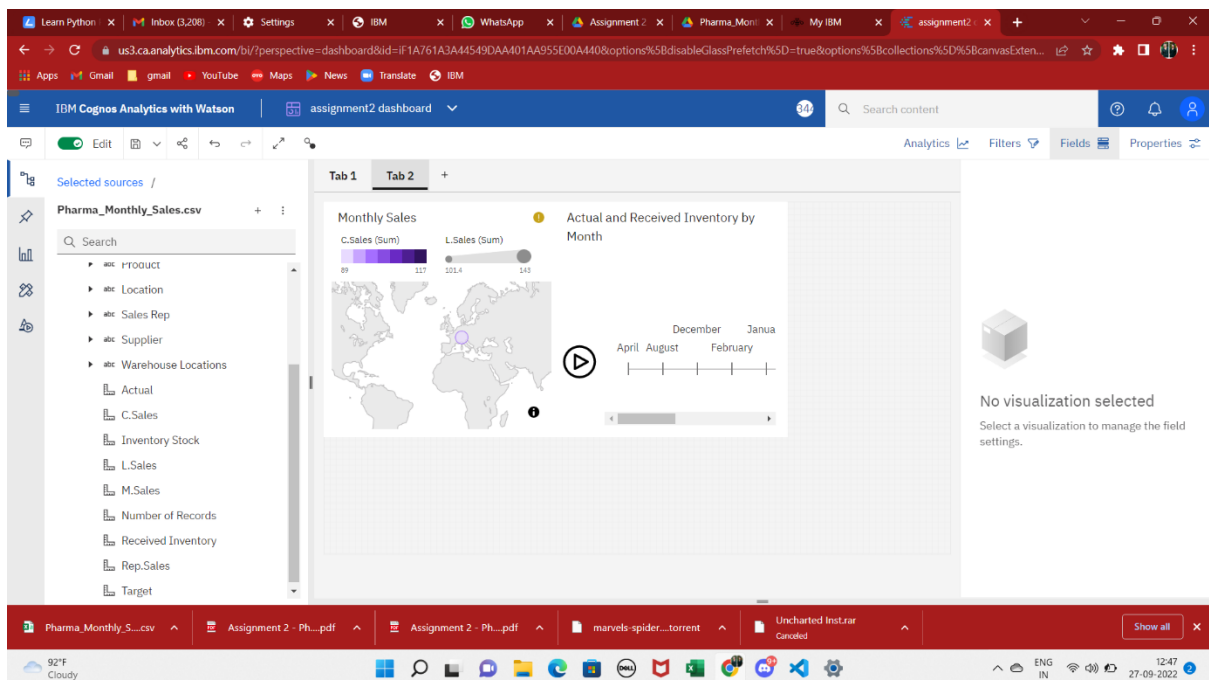 Learn Python
Inbox (3,208)
Settings
IBM
WhatsApp
Assignment 2
Pharma_Mont
My IBM
assignment2
us3.ca.analytics.ibm.com/bi/?perspective=dashboard&id=iF1A761A3A44549DAA401AA955E00A440&options%5BdisableGlassPrefetch%5D=true&options%5Bcollections%5D%5BcanvasExten...
Apps Gmail gmail YouTube Maps News Translate IBM
IBM Cognos Analytics with Watson
assignment2 dashboard
Search content
Edit
Analytics Filters Fields Properties
Selected sources /
Pharma_Monthly_Sales.csv
Search
abc Product
abc Location
abc Sales Rep
abc Supplier
abc Warehouse Locations
Actual
C.Sales
Inventory Stock
L.Sales
M.Sales
Number of Records
Received Inventory
Rep.Sales
Target
Tab 1 Tab 2 +
Monthly Sales
C.Sales (Sum) L.Sales (Sum)
89 117 101.4 143
Actual and Received Inventory by
Month
December Janua
April August February
No visualization selected
Select a visualization to manage the field
settings.
Pharma_Monthly_S....csv
Assignment 2 - Ph....pdf
Assignment 2 - Ph....pdf
marvels-spider....torrent
Uncharted Inst.rar
Canceled
Show all
92°F
Cloudy
ENG
IN
12:47
27-09-2022
2